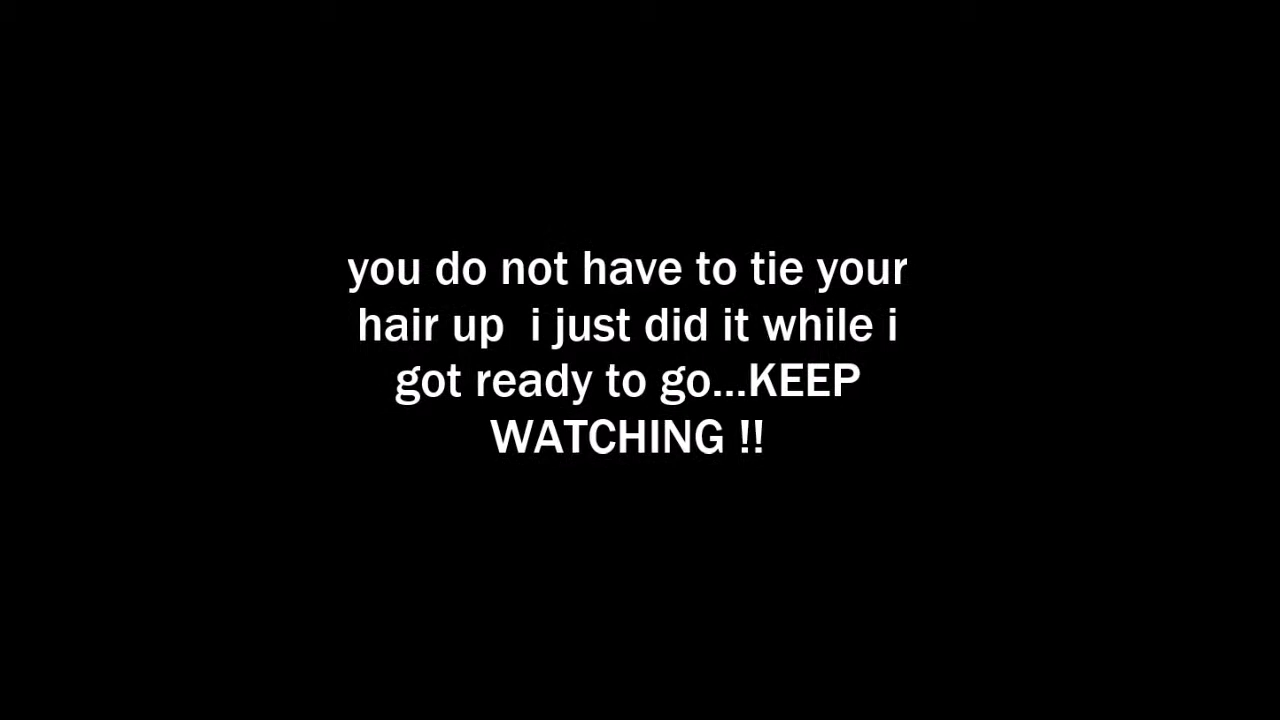 you do not have to tie your
hair up  i just did it while i
got ready to go...KEEP
WATCHING !!